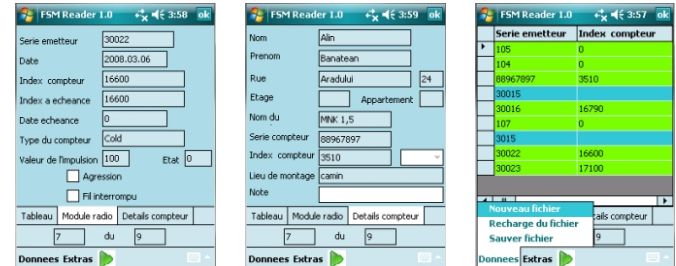 FSM Reader 1.0 3:58 ok
Serie emetteur 30022
Date 2008.03.06
Index compteur 16600
Index a echeance 16600
Date echeance 0
Type du compteur Cold
Valeur de l'impulsion 100 Etat 0
Agression
Fil interrompu
Tableau Module radio Details compteur
7 du 9
Donnees Extras
FSM Reader 1.0 3:59 ok
Nom Alin
Prenom Banatean
Rue Aradului 24
Etage Appartement
Nom du MNK 1,5
Serie compteur 88967897
Index compteur 3510
Lieu de montage camin
Note
Tableau Module radio Details compteur
7 du 9
Donnees Extras
FSM Reader 1.0 3:57 ok
Serie emetteur Index compteur
105 0
104 0
88967897 3510
30015
30016 16790
107 0
3015
30022 16600
30023 17100
Nouveau fichier
Recharge du fichier
Sauver fichier
tails compteur
9
Donnees Extras